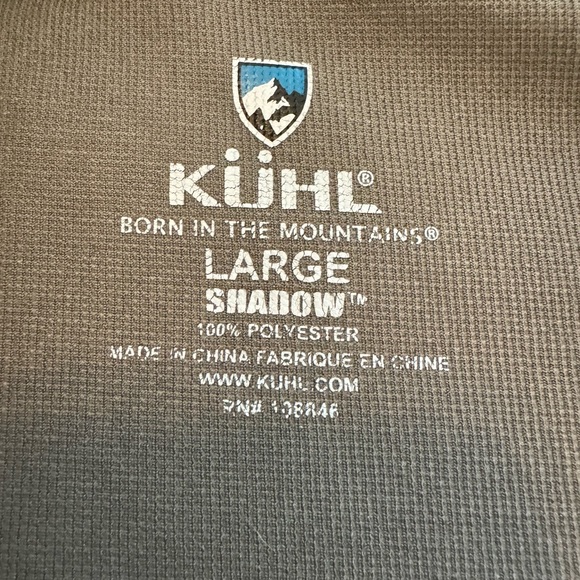 KÜHL®
BORN IN THE MOUNTAINS®
LARGE
SHADOW™
100% POLYESTER
MADE IN CHINA FABRIQUE EN CHINE
WWW.KUHL.COM
RN# 108846